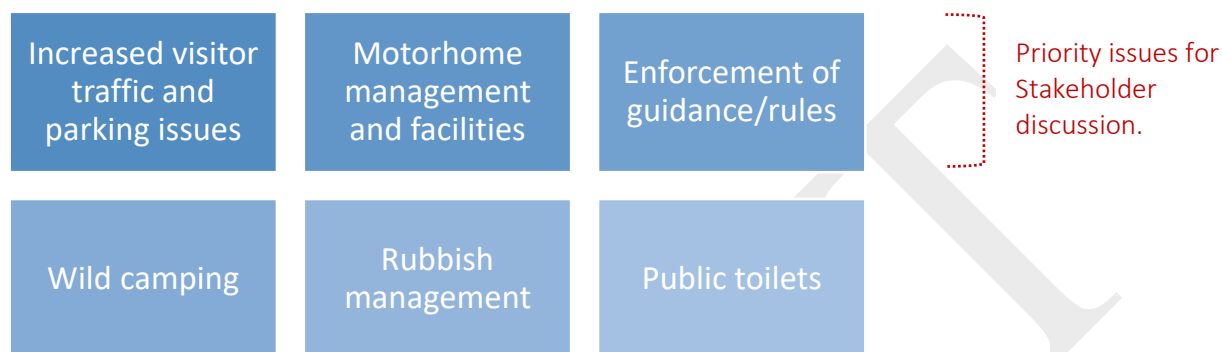 Increased visitor
traffic and
parking issues
Motorhome
management
and facilities
Enforcement of
guidance/rules
Priority issues for
Stakeholder
discussion.
Wild camping
Rubbish
management
Public toilets
T